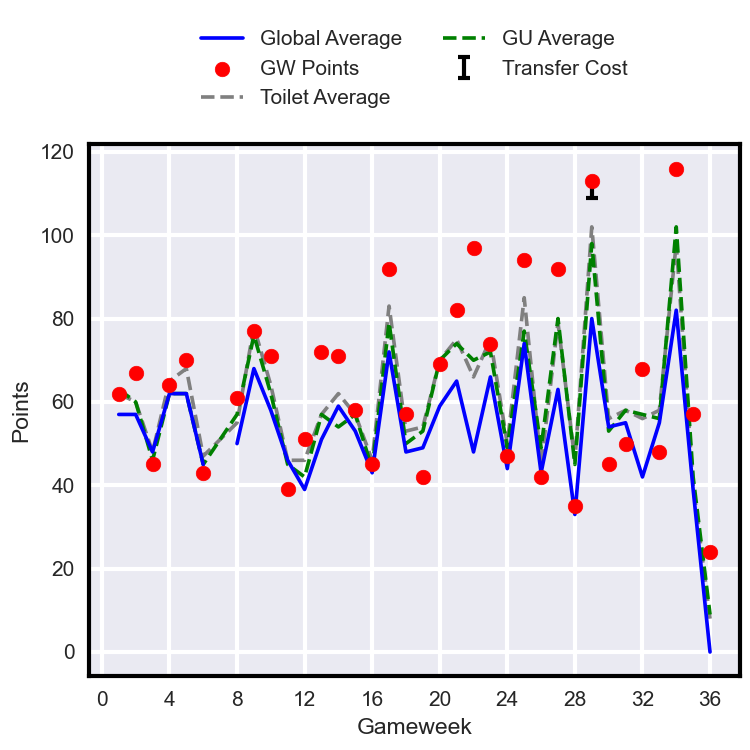 Global Average
GU Average
GW Points
Transfer Cost
Toilet Average
120
100
80
60
40
20
0
Points
0 4 8 12 16 20 24 28 32 36
Gameweek